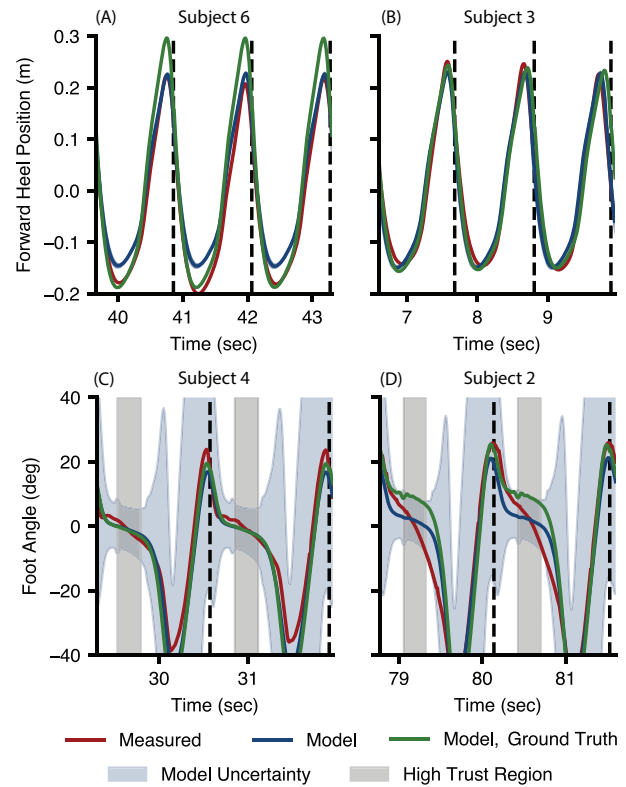 (A) Subject 6
(B) Subject 3
Forward Heel Position (m)
0.3
0.2
0.1
0.0
−0.1
−0.2
40 41 42 43
7 8 9
Time (sec) Time (sec)
(C) Subject 4
(D) Subject 2
Foot Angle (deg)
40
20
0
−20
−40
30 31
79 80 81
Time (sec) Time (sec)
Measured Model Model, Ground Truth
Model Uncertainty High Trust Region